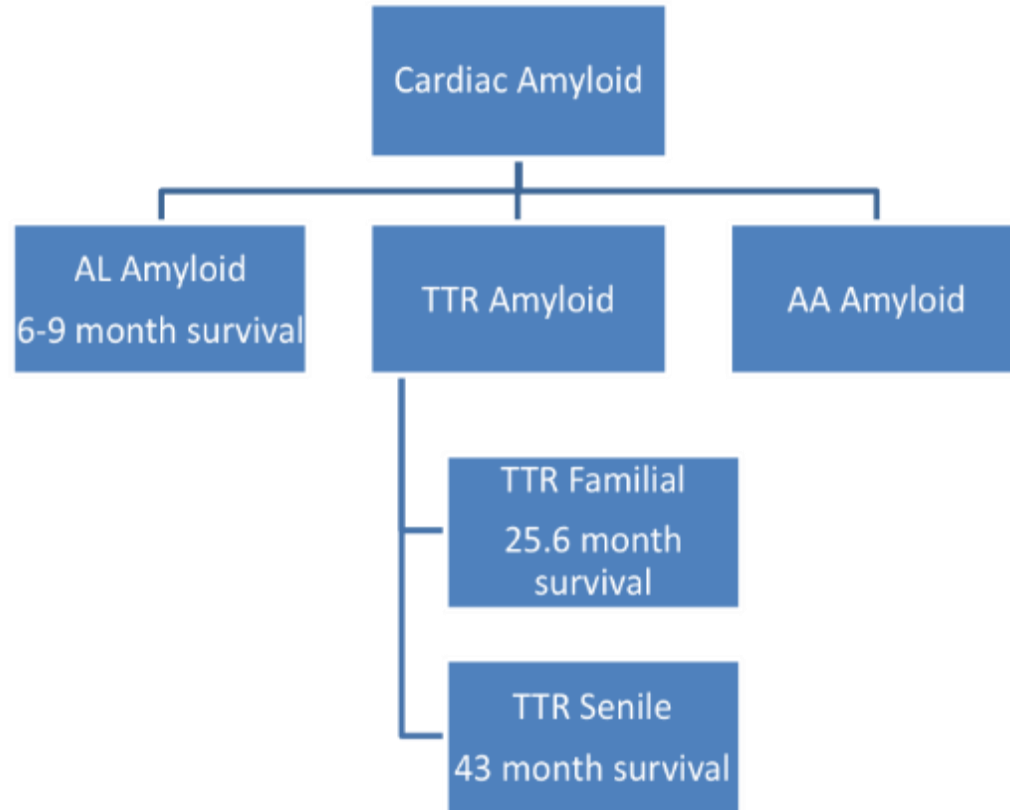 Cardiac Amyloid
AL Amyloid
6-9 month survival
TTR Amyloid
AA Amyloid
TTR Familial
25.6 month
survival
TTR Senile
43 month survival